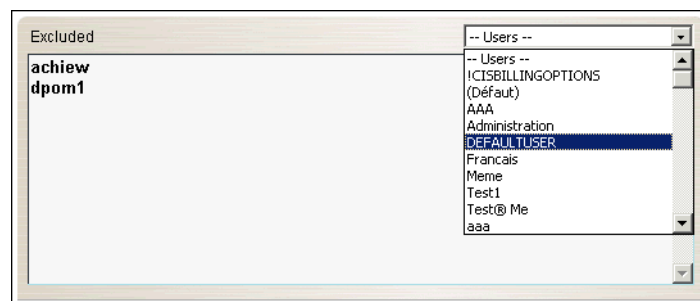 Excluded
-- Users --
achiew
dpom1
-- Users --
!CISBILLINGOPTIONS
(Défaut)
AAA
Administration
DEFAULTUSER
Francais
Meme
Test1
Test® Me
aaa